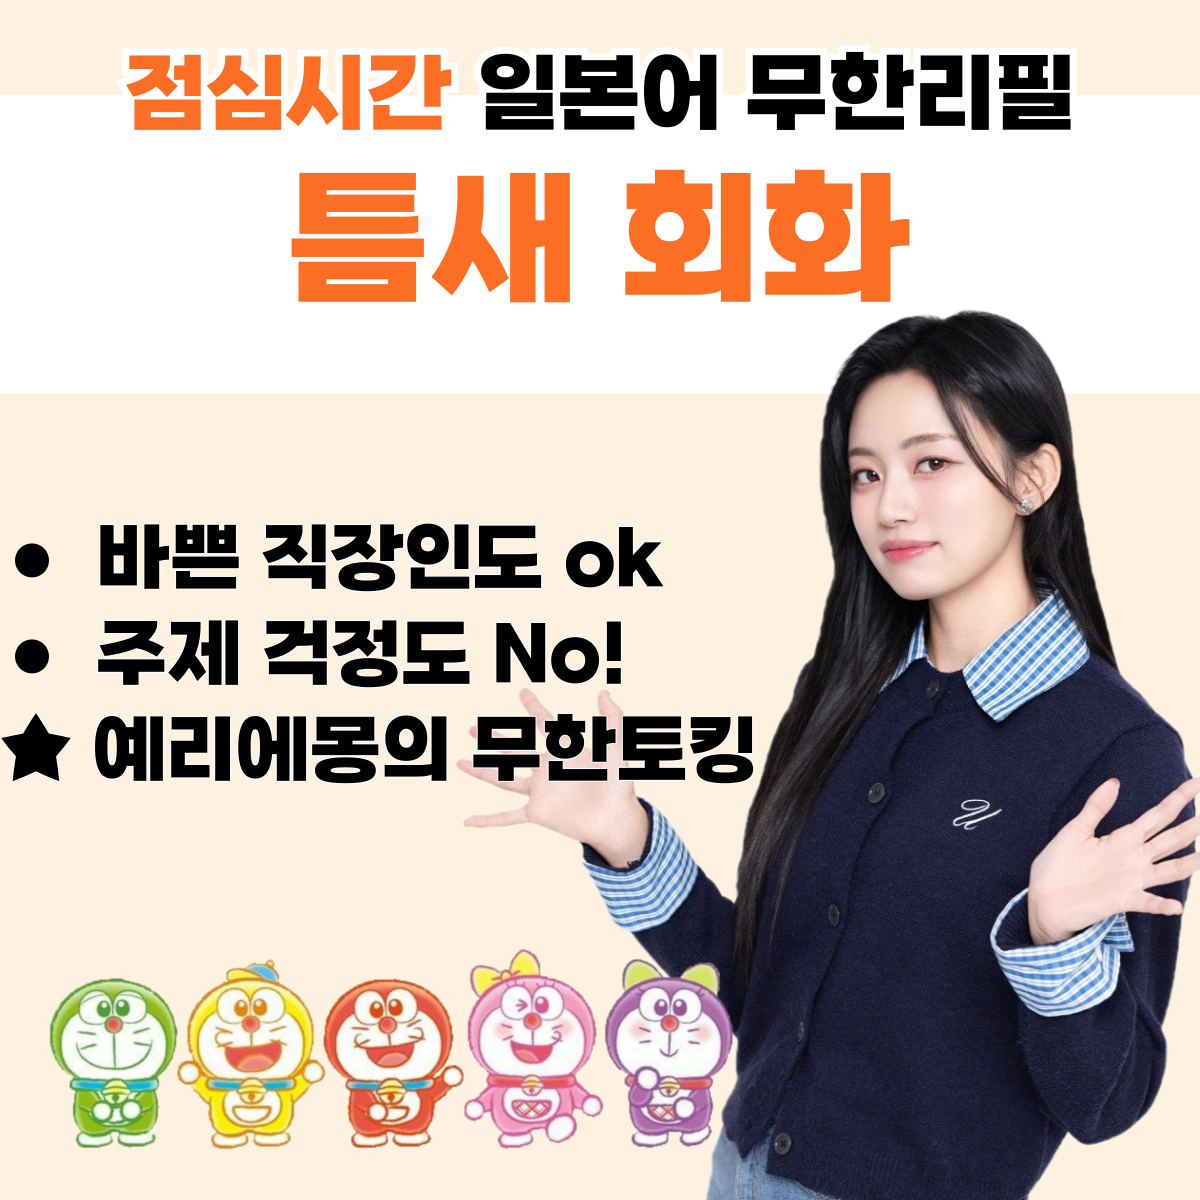 점심시간 일본어 무한리필
틈새 회화
• 바쁜 직장인도 ok
• 주제 걱정도 No!
★ 예리에몽의 무한토킹